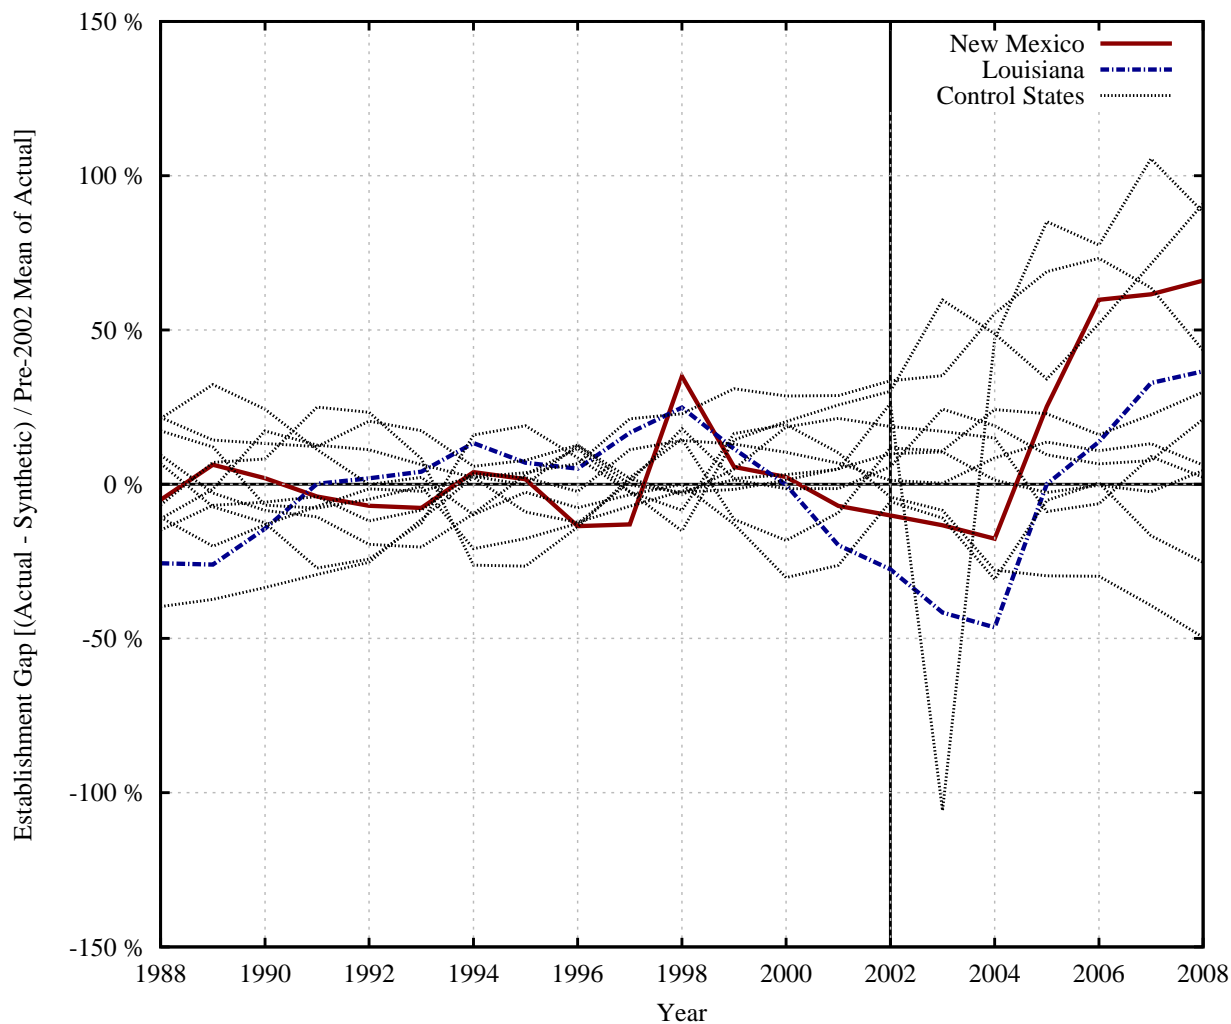 150 %
100 %
50 %
0 %
-50 %
-100 %
-150 %
Establishment Gap [(Actual - Synthetic) / Pre-2002 Mean of Actual]
New Mexico
Louisiana
Control States
1988 1990 1992 1994 1996 1998 2000 2002 2004 2006 2008
Year